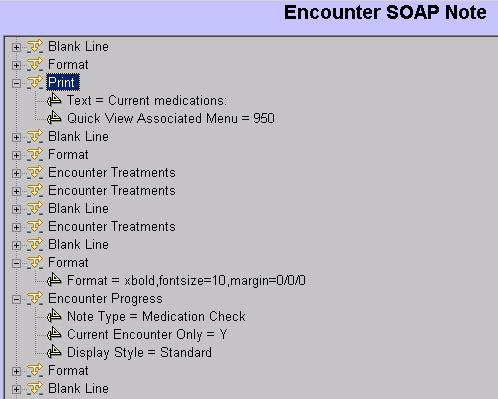 Encounter SOAP Note
Blank Line
Format
Print
Text = Current medications:
Quick View Associated Menu = 950
Blank Line
Format
Encounter Treatments
Encounter Treatments
Blank Line
Encounter Treatments
Blank Line
Format
Format = xbold,fontsize=10,margin=0/0/0
Encounter Progress
Note Type = Medication Check
Current Encounter Only = Y
Display Style = Standard
Format
Blank Line